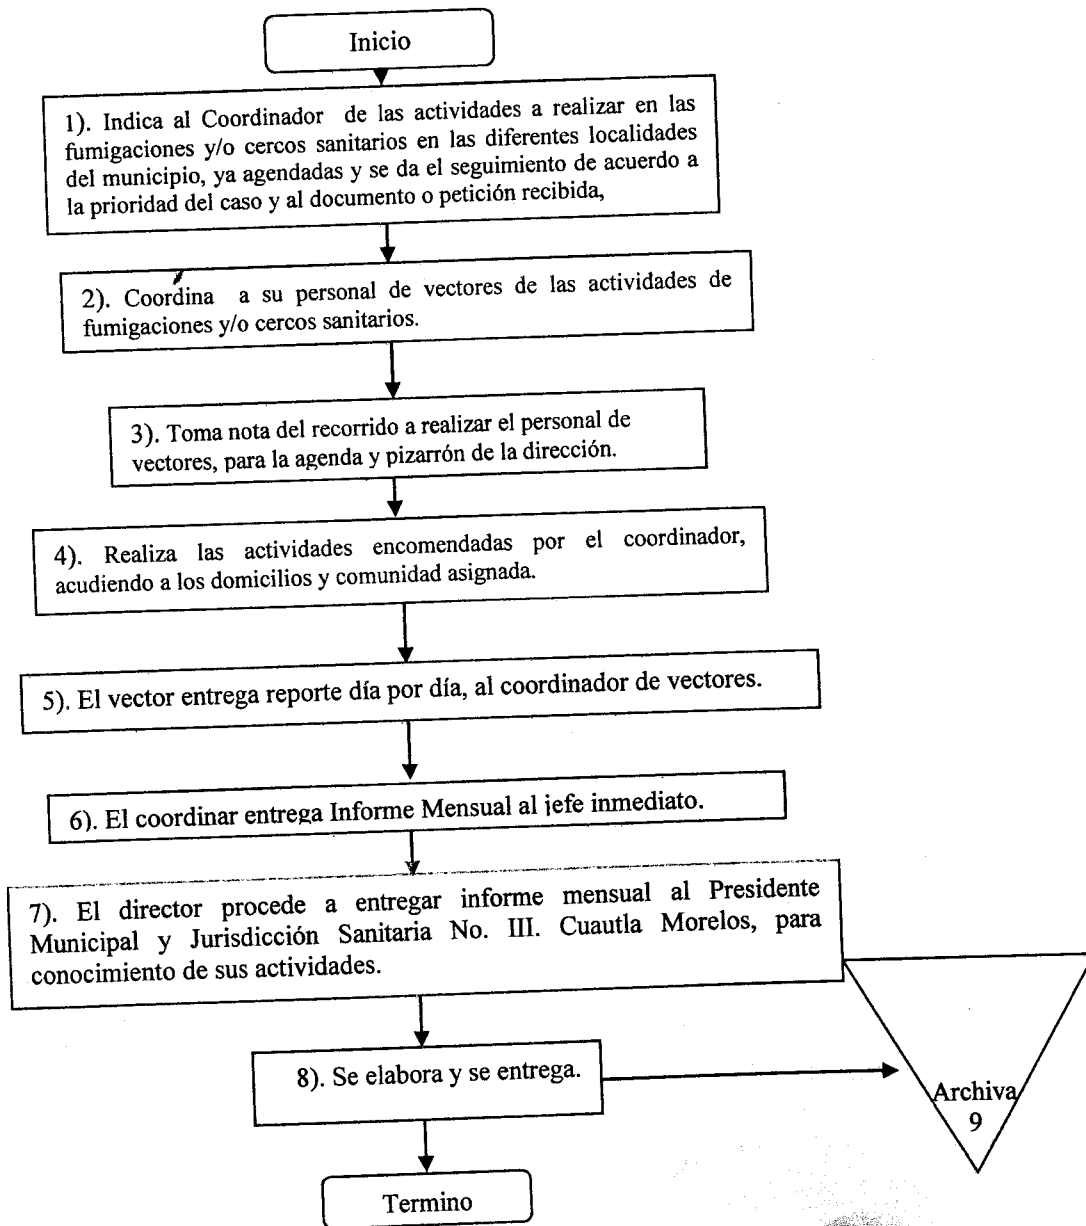 Inicio
1). Indica al Coordinador de las actividades a realizar en las
fumigaciones y/o cercos sanitarios en las diferentes localidades
del municipio, ya agendadas y se da el seguimiento de acuerdo a
la prioridad del caso y al documento o petición recibida,
2). Coordina a su personal de vectores de las actividades de
fumigaciones y/o cercos sanitarios.
3). Toma nota del recorrido a realizar el personal de
vectores, para la agenda y pizarrón de la dirección.
4). Realiza las actividades encomendadas por el coordinador,
acudiendo a los domicilios y comunidad asignada.
5). El vector entrega reporte día por día, al coordinador de vectores.
6). El coordinar entrega Informe Mensual al jefe inmediato.
7). El director procede a entregar informe mensual al Presidente
Municipal y Jurisdicción Sanitaria No. III. Cuautla Morelos, para
conocimiento de sus actividades.
8). Se elabora y se entrega.
Archiva
9
Termino